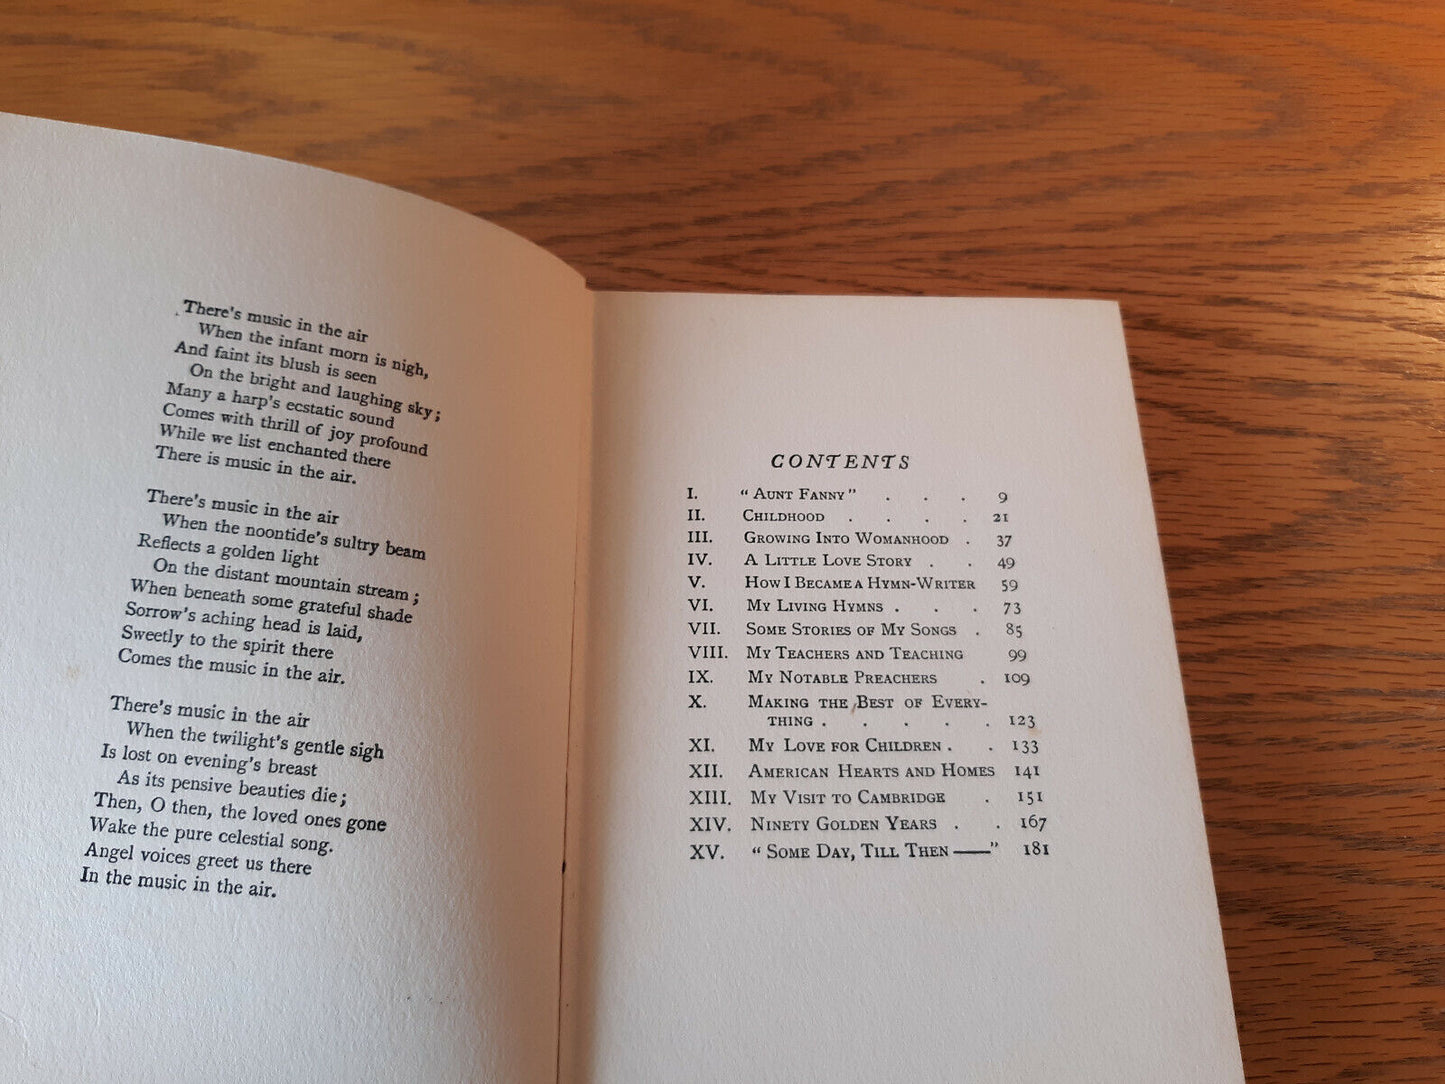 There's music in the air
When the infant morn is nigh,
And faint its blush is seen
On the bright and laughing sky;
Many a harp's ecstatic sound
Comes with thrill of joy profound
While we list enchanted there
There is music in the air.
There's music in the air
When the noontide's sultry beam
Reflects a golden light
On the distant mountain stream;
When beneath some grateful shade
Sorrow's aching head is laid,
Sweetly to the spirit there
Comes the music in the air.
There's music in the air
When the twilight's gentle sigh
Is lost on evening's breast
As its pensive beauties die;
Then, O then, the loved ones gone
Wake the pure celestial song.
Angel voices greet us there
In the music in the air.
CONTENTS
I. "AUNT FANNY" . . . 9
II. CHILDHOOD . . . . 21
III. GROWING INTO WOMANHOOD . 37
IV. A LITTLE LOVE STORY . . 49
V. HOW I BECAME A HYMN-WRITER 59
VI. MY LIVING HYMNS . . . 73
VII. SOME STORIES OF MY SONGS . 85
VIII. MY TEACHERS AND TEACHING 99
IX. MY NOTABLE PREACHERS . 109
X. MAKING THE BEST OF EVERY-
THING . . . . . 123
XI. MY LOVE FOR CHILDREN . . 133
XII. AMERICAN HEARTS AND HOMES 141
XIII. MY VISIT TO CAMBRIDGE . 151
XIV. NINETY GOLDEN YEARS . . 167
XV. "SOME DAY, TILL THEN ——" 181